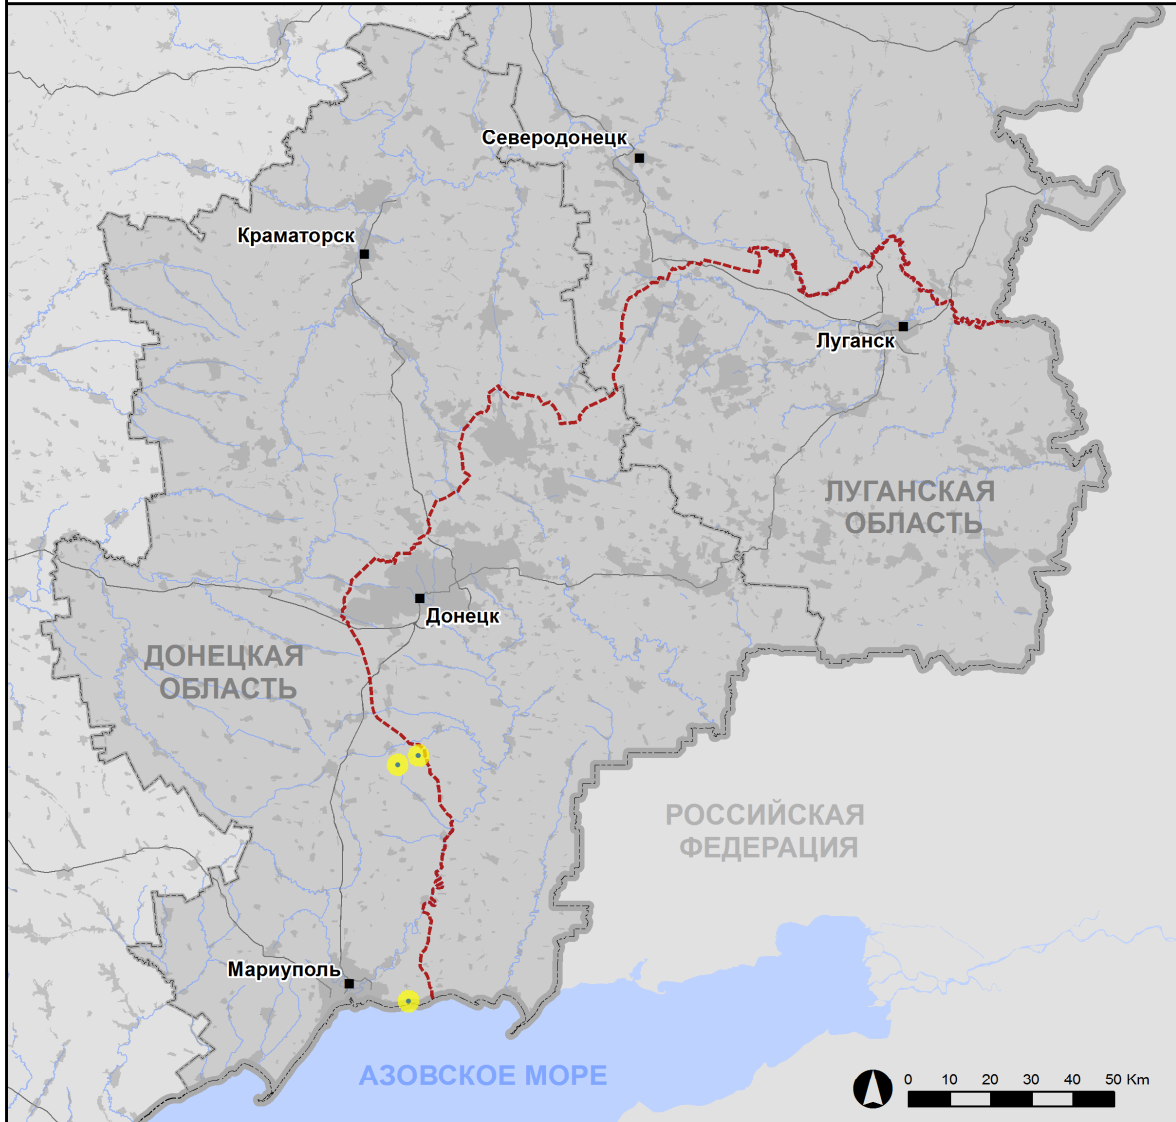 Северодонецк
Краматорск
Луганск
ЛУГАНСКАЯ
ОБЛАСТЬ
Донецк
ДОНЕЦКАЯ
ОБЛАСТЬ
РОССИЙСКАЯ
ФЕДЕРАЦИЯ
Мариуполь
АЗОВСКОЕ МОРЕ
0 10 20 30 40 50 Km